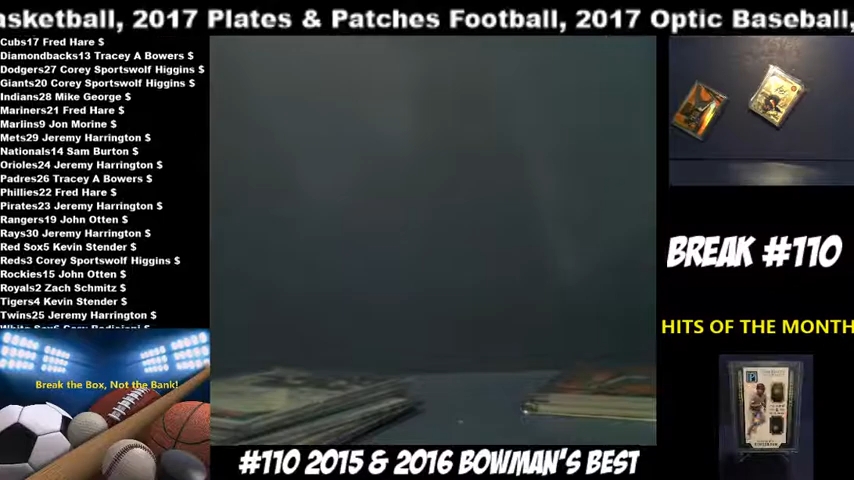 asketball, 2017 Plates & Patches Football, 2017 Optic Baseball,
Cubs17 Fred Hare $
Diamondbacks13 Tracey A Bowers $
Dodgers27 Corey Sportswolf Higgins $
Giants20 Corey Sportswolf Higgins $
Indians28 Mike George $
Mariners21 Fred Hare $
Marlins9 Jon Morine $
Mets29 Jeremy Harrington $
Nationals14 Sam Burton $
Orioles24 Jeremy Harrington $
Padres26 Tracey A Bowers $
Phillies22 Fred Hare $
Pirates23 Jeremy Harrington $
Rangers19 John Otten $
Rays30 Jeremy Harrington $
Red Sox5 Kevin Stender $
Reds3 Corey Sportswolf Higgins $
Rockies15 John Otten $
Royals2 Zach Schmitz $
Tigers4 Kevin Stender $
Twins25 Jeremy Harrington $
White Sox6
Break the Box, Not the Bank!
BREAK #110
HITS OF THE MONTH
#110 2015 & 2016 BOWMAN'S BEST